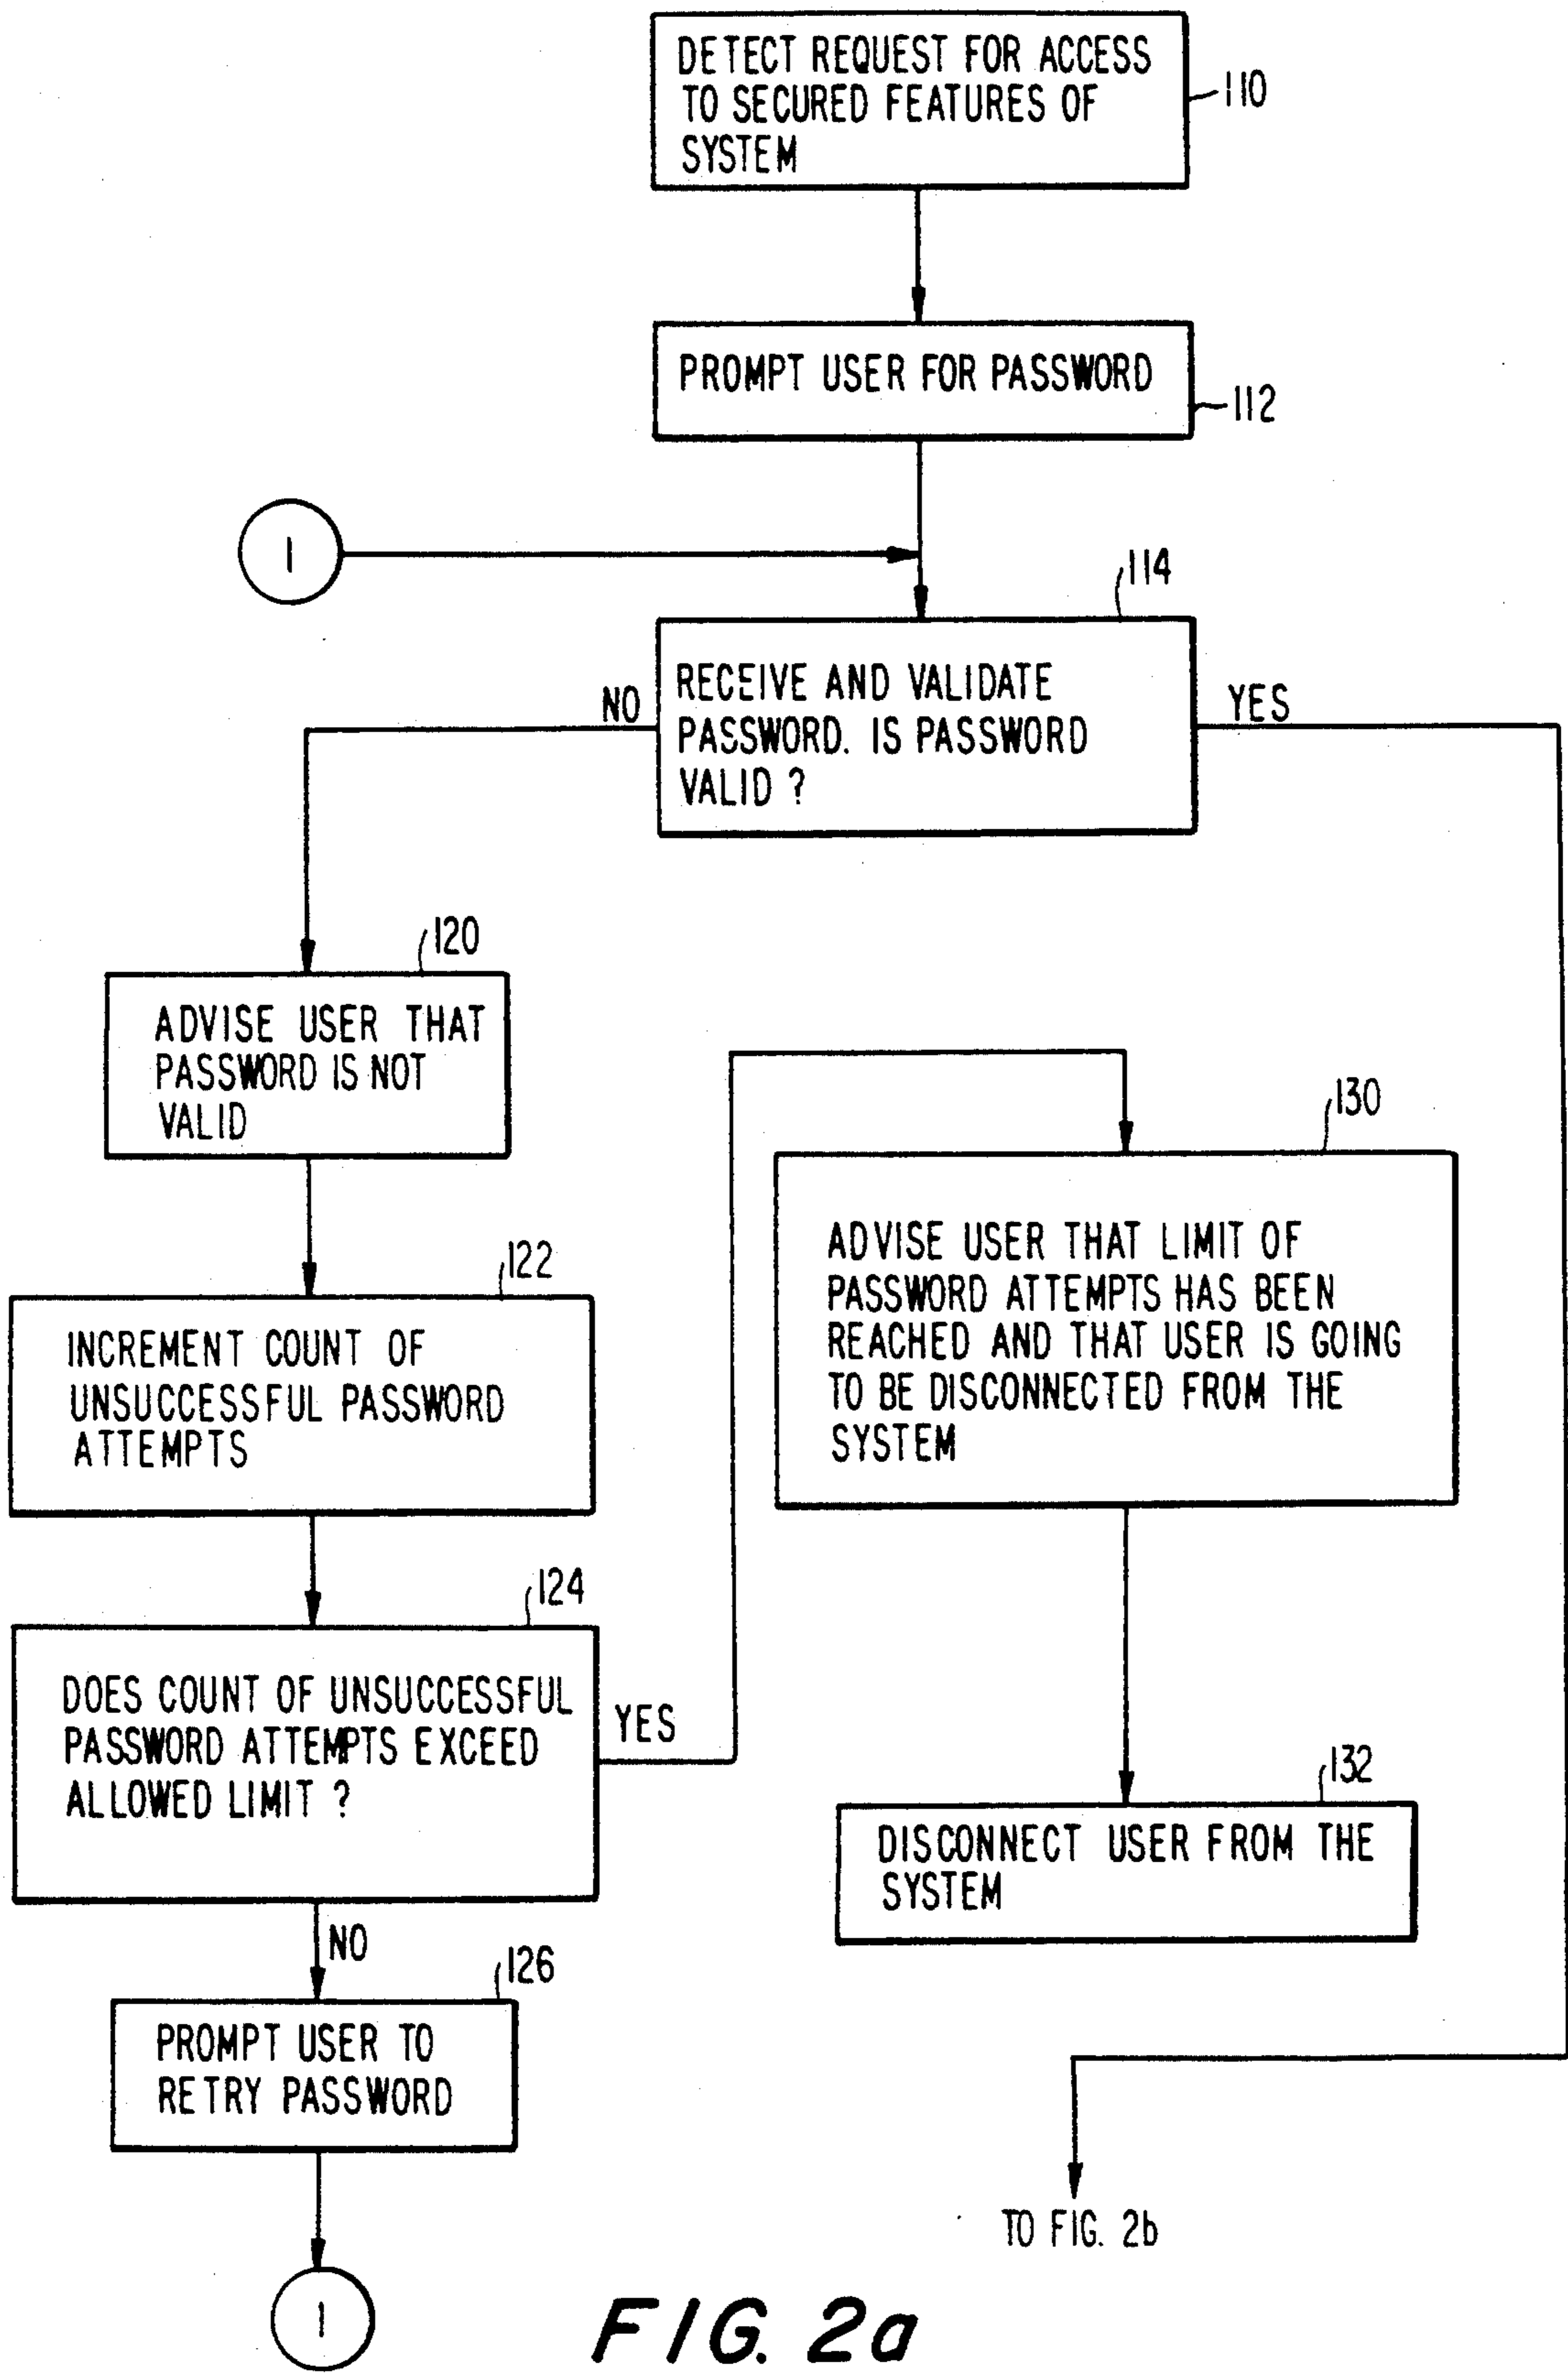 DETECT REQUEST FOR ACCESS
TO SECURED FEATURES OF
SYSTEM
110
PROMPT USER FOR PASSWORD
112
1
114
RECEIVE AND VALIDATE
PASSWORD. IS PASSWORD
VALID ?
NO
YES
120
ADVISE USER THAT
PASSWORD IS NOT
VALID
130
ADVISE USER THAT LIMIT OF
PASSWORD ATTEMPTS HAS BEEN
REACHED AND THAT USER IS GOING
TO BE DISCONNECTED FROM THE
SYSTEM
122
INCREMENT COUNT OF
UNSUCCESSFUL PASSWORD
ATTEMPTS
124
DOES COUNT OF UNSUCCESSFUL
PASSWORD ATTEMPTS EXCEED
ALLOWED LIMIT ?
YES
132
DISCONNECT USER FROM THE
SYSTEM
NO
126
PROMPT USER TO
RETRY PASSWORD
TO FIG. 2b
1
FIG. 2a